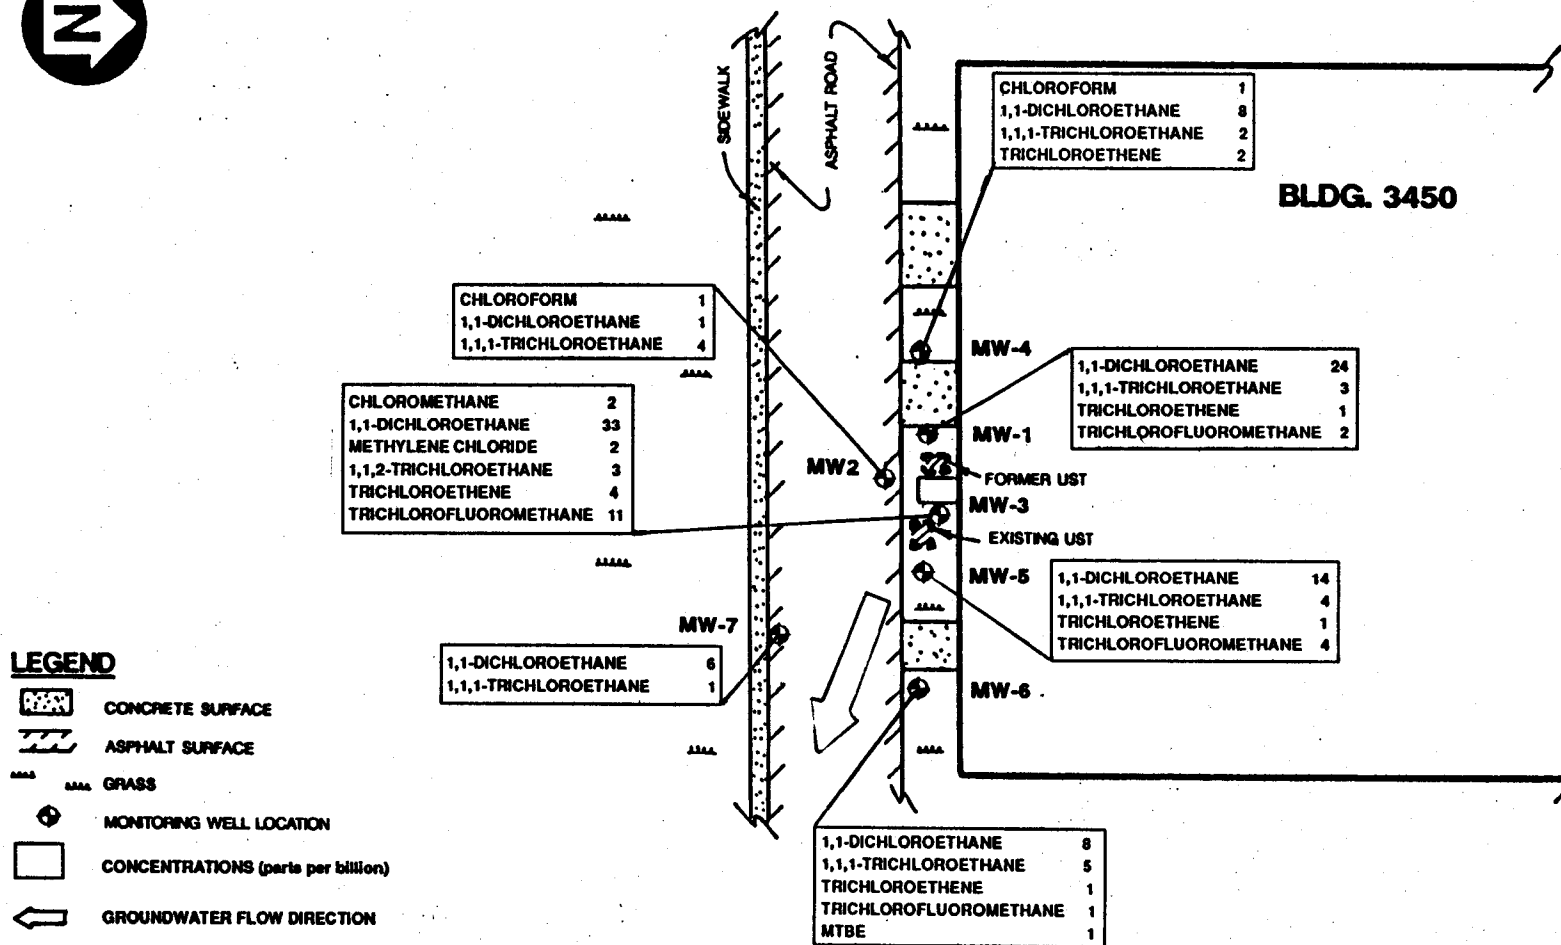 N
SIDEWALK
ASPHALT ROAD
CHLOROFORM 1
1,1-DICHLOROETHANE 8
1,1,1-TRICHLOROETHANE 2
TRICHLOROETHENE 2
BLDG. 3450
CHLOROFORM 1
1,1-DICHLOROETHANE 1
1,1,1-TRICHLOROETHANE 4
MW-4
1,1-DICHLOROETHANE 24
1,1,1-TRICHLOROETHANE 3
TRICHLOROETHENE 1
TRICHLOROFLUOROMETHANE 2
CHLOROMETHANE 2
1,1-DICHLOROETHANE 33
METHYLENE CHLORIDE 2
1,1,2-TRICHLOROETHANE 3
TRICHLOROETHENE 4
TRICHLOROFLUOROMETHANE 11
MW-1
MW2
FORMER UST
MW-3
EXISTING UST
MW-5
1,1-DICHLOROETHANE 14
1,1,1-TRICHLOROETHANE 4
TRICHLOROETHENE 1
TRICHLOROFLUOROMETHANE 4
MW-7
1,1-DICHLOROETHANE 6
1,1,1-TRICHLOROETHANE 1
MW-6
LEGEND
CONCRETE SURFACE
ASPHALT SURFACE
GRASS
MONITORING WELL LOCATION
CONCENTRATIONS (parts per billion)
GROUNDWATER FLOW DIRECTION
1,1-DICHLOROETHANE 8
1,1,1-TRICHLOROETHANE 5
TRICHLOROETHENE 1
TRICHLOROFLUOROMETHANE 1
MTBE 1